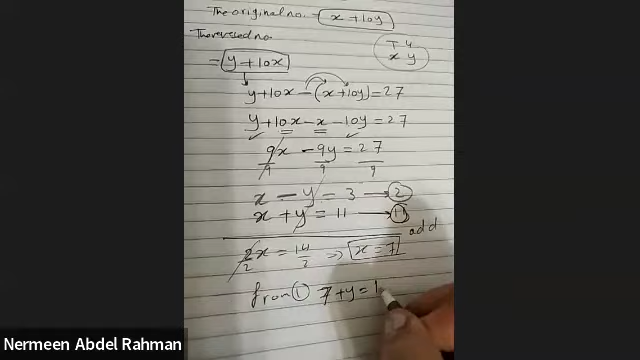 The original no. = x + 10y
The reversed no.
T u
x y
= y + 10x
y + 10x - (x + 10y) = 27
y + 10x - x - 10y = 27
9x/9 - 9y/9 = 27/9
x - y = 3 → 2
x + y = 11 → 1
add
2x/2 = 14/2 ⇒ x = 7
from 1 7 + y = 1
Nermeen Abdel Rahman